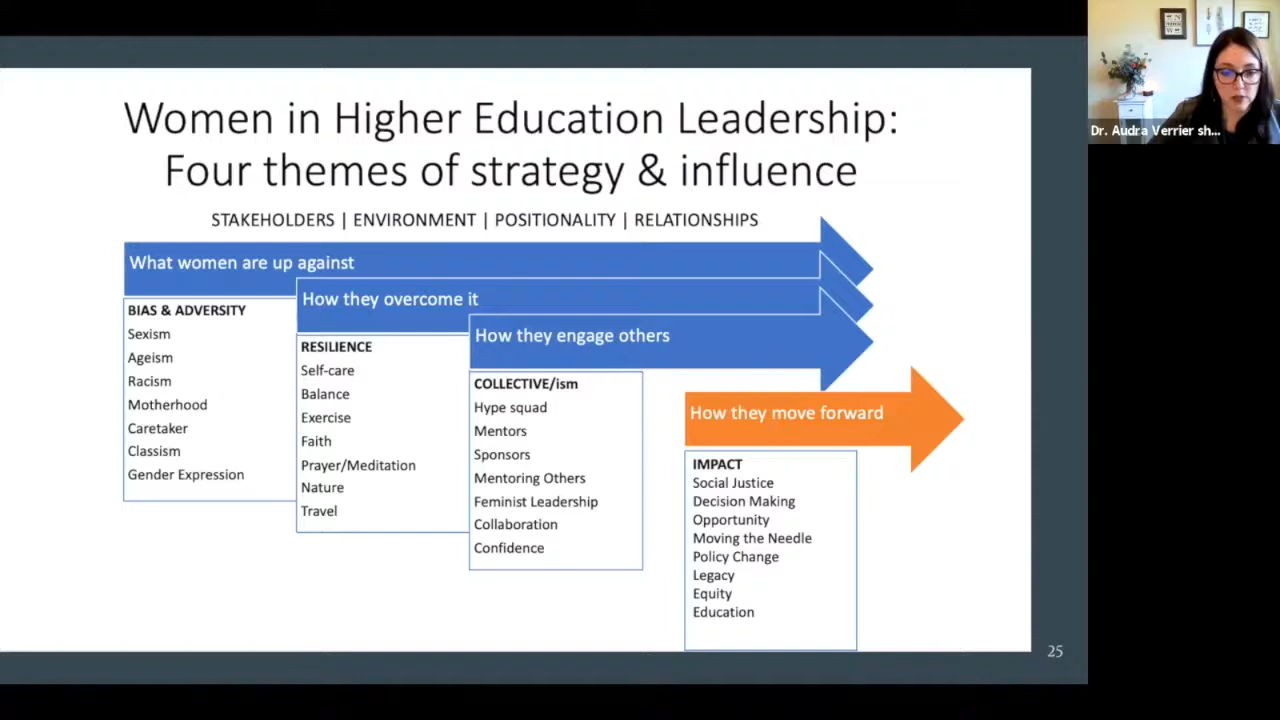 Women in Higher Education Leadership:
Four themes of strategy & influence
STAKEHOLDERS | ENVIRONMENT | POSITIONALITY | RELATIONSHIPS
What women are up against
BIAS & ADVERSITY
Sexism
Ageism
Racism
Motherhood
Caretaker
Classism
Gender Expression
How they overcome it
RESILIENCE
Self-care
Balance
Exercise
Faith
Prayer/Meditation
Nature
Travel
How they engage others
COLLECTIVE/ism
Hype squad
Mentors
Sponsors
Mentoring Others
Feminist Leadership
Collaboration
Confidence
How they move forward
IMPACT
Social Justice
Decision Making
Opportunity
Moving the Needle
Policy Change
Legacy
Equity
Education
25
Dr. Audra Verrier sh...